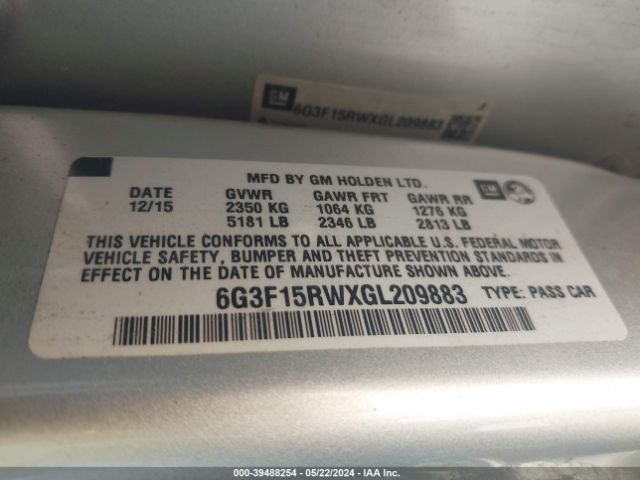 GM
6G3F15RWXGL209883
MFD BY GM HOLDEN LTD.
GM
DATE GVWR GAWR FRT GAWR RR
12/15 2350 KG 1064 KG 1276 KG
5181 LB 2346 LB 2813 LB
THIS VEHICLE CONFORMS TO ALL APPLICABLE U.S. FEDERAL MOTOR
VEHICLE SAFETY, BUMPER AND THEFT PREVENTION STANDARDS IN
EFFECT ON THE DATE OF MANUFACTURE SHOWN ABOVE.
6G3F15RWXGL209883 TYPE: PASS CAR
000-39488254 - 05/22/2024 - IAA Inc.